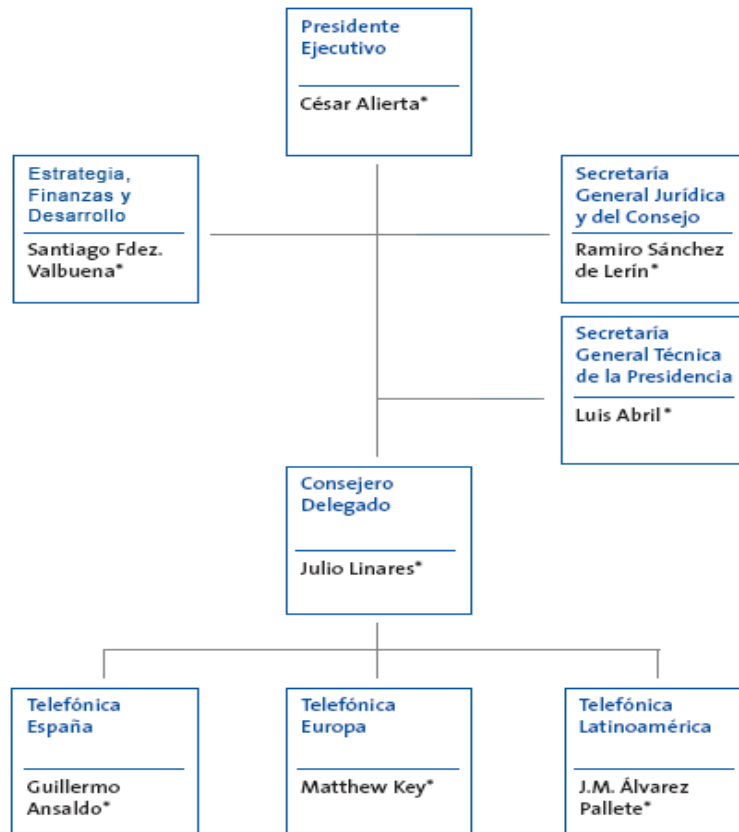 Presidente
Ejecutivo
César Alierta*
Estrategia,
Finanzas y
Desarrollo
Santiago Fdez.
Valbuena*
Secretaría
General Jurídica
y del Consejo
Ramiro Sánchez
de Lerín*
Secretaría
General Técnica
de la Presidencia
Luis Abril*
Consejero
Delegado
Julio Linares*
Telefónica
España
Guillermo
Ansaldo*
Telefónica
Europa
Matthew Key*
Telefónica
Latinoamérica
J.M. Álvarez
Pallete*